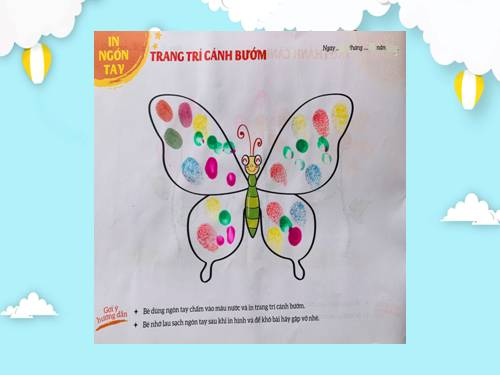 IN
NGÓN
TAY
TRANG TRÍ CÁNH BƯỚM
Ngày ... tháng ... năm
Gợi ý
hướng dẫn
+ Bé dùng ngón tay chấm vào màu nước và in trang trí cánh bướm.
+ Bé nhớ lau sạch ngón tay sau khi in hình và để khô bài hãy gấp vở nhé.